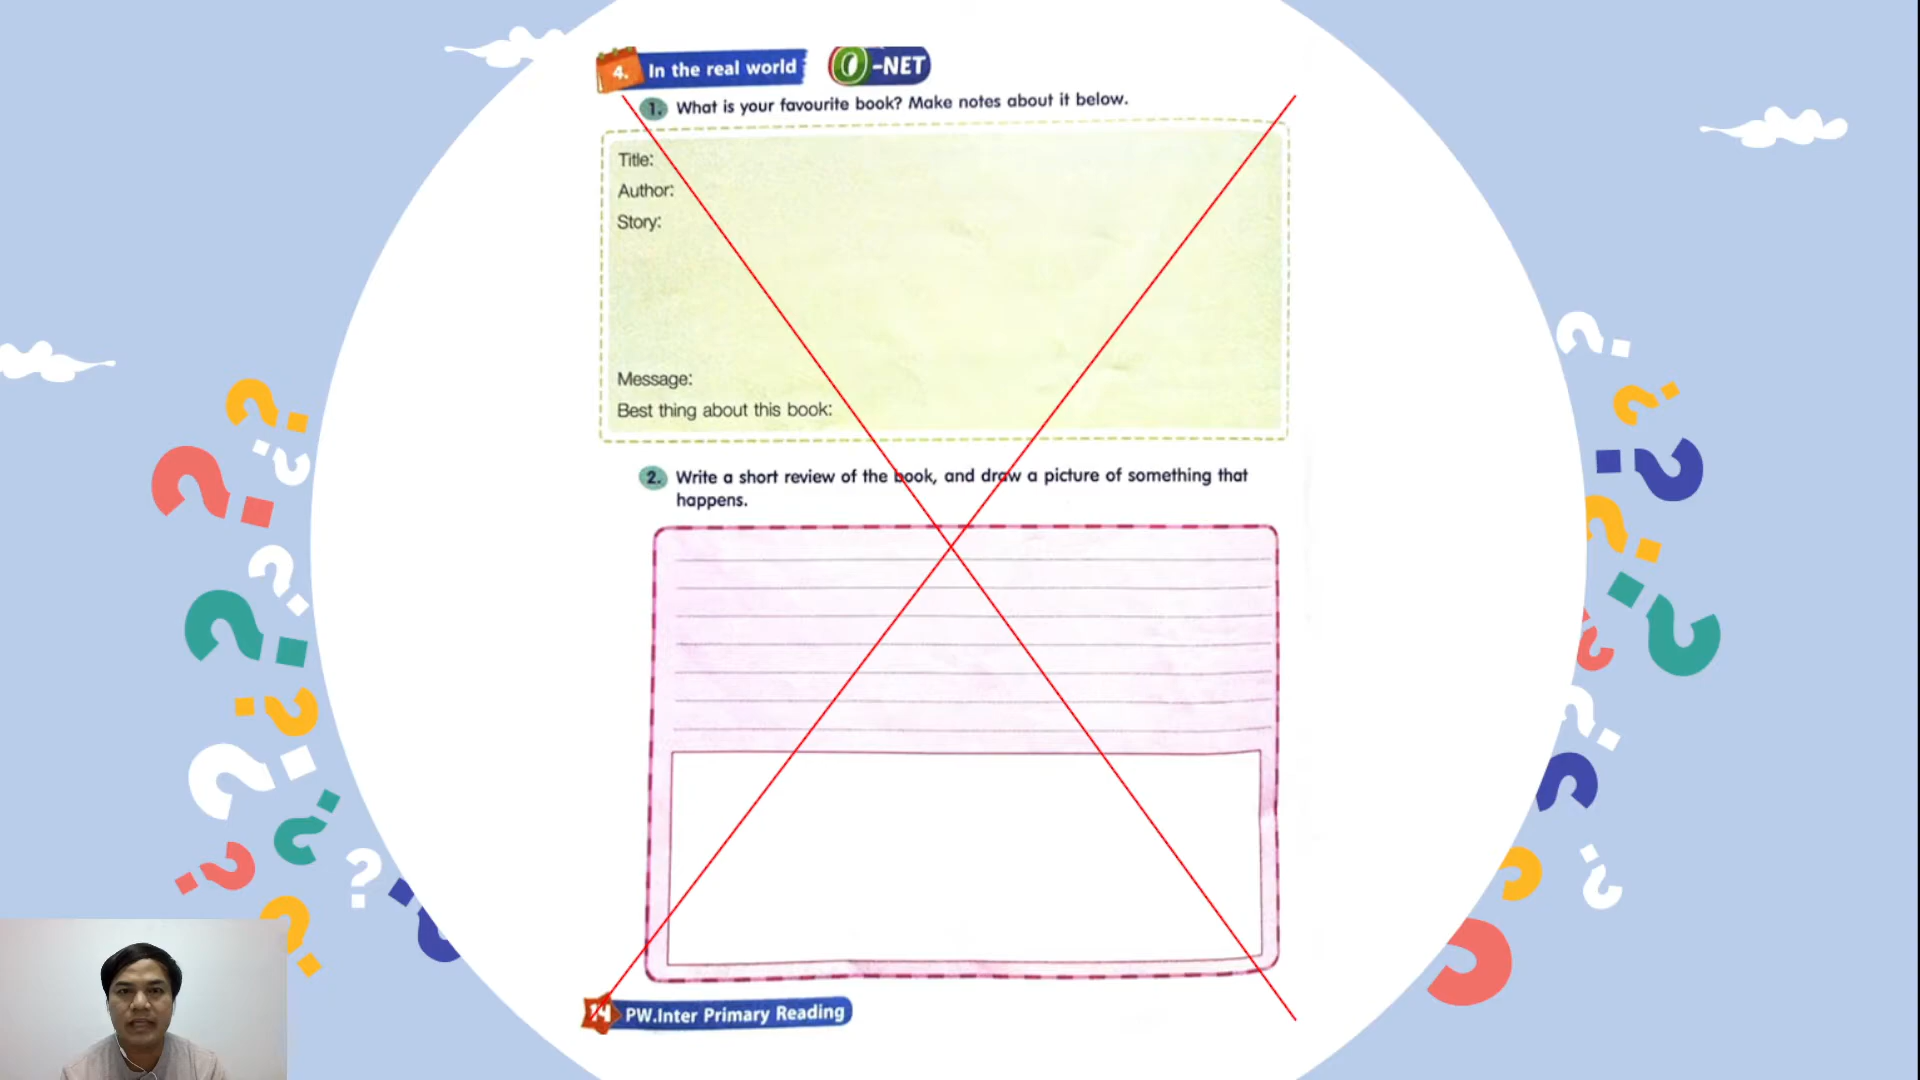 4. In the real world
O-NET
1. What is your favourite book? Make notes about it below.
Title:
Author:
Story:
Message:
Best thing about this book:
2. Write a short review of the book, and draw a picture of something that
happens.
14 PW.Inter Primary Reading